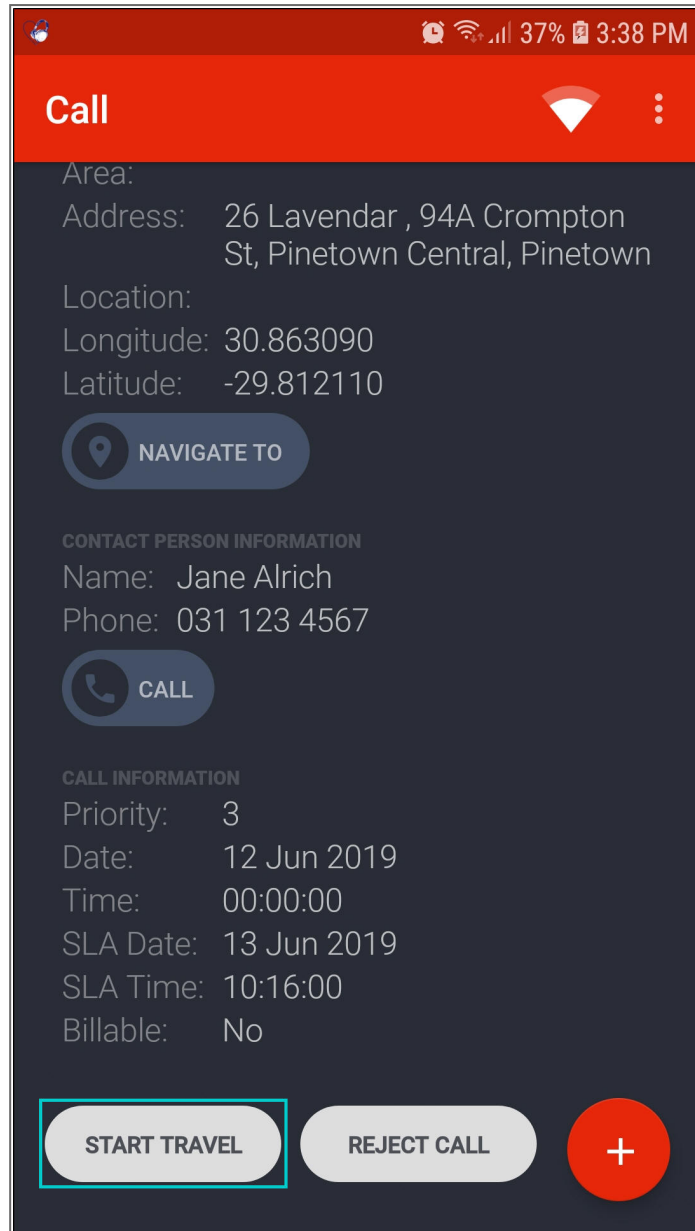 37% 3:38 PM
Call
Area:
Address: 26 Lavendar , 94A Crompton
St, Pinetown Central, Pinetown
Location:
Longitude: 30.863090
Latitude: -29.812110
NAVIGATE TO
CONTACT PERSON INFORMATION
Name: Jane Alrich
Phone: 031 123 4567
CALL
CALL INFORMATION
Priority: 3
Date: 12 Jun 2019
Time: 00:00:00
SLA Date: 13 Jun 2019
SLA Time: 10:16:00
Billable: No
START TRAVEL REJECT CALL +